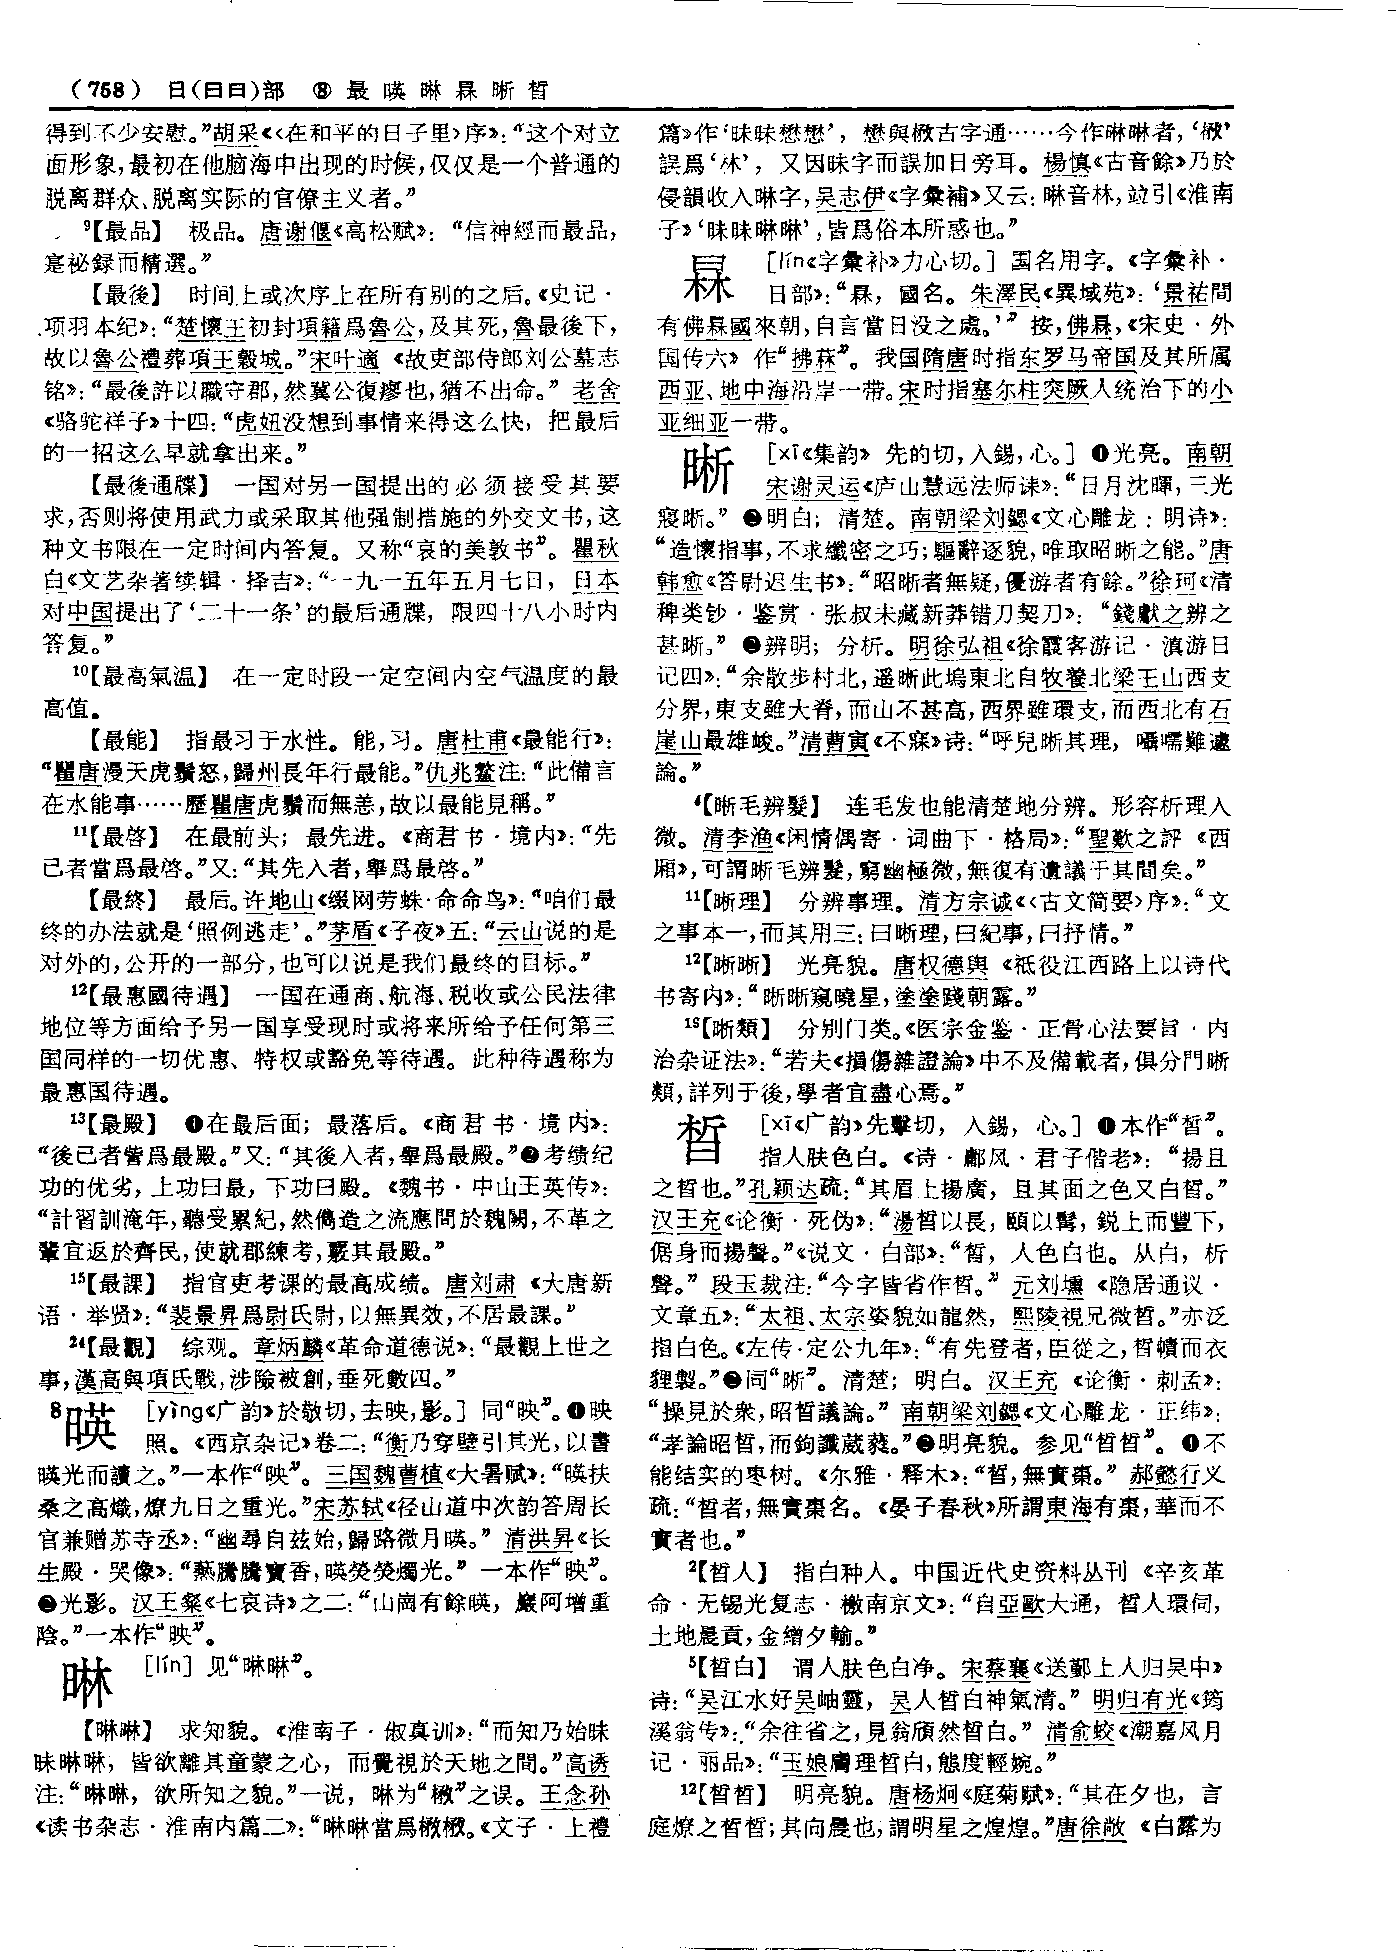 (758) 日(曰⺜)部 ⑧ 最 暎 晽 㬎 晰 晳
得到不少安慰。”胡采《〈在和平的日子里〉序》：“这个对立
面形象，最初在他脑海中出现的时候，仅仅是一个普通的
脱离群众、脱离实际的官僚主义者。”
9【最品】 极品。唐谢偃《高松赋》：“信神經而最品，
寔祕録而精選。”
【最後】 时间上或次序上在所有别的之后。《史记·
项羽本纪》：“楚懷王初封項籍爲魯公，及其死，魯最後下，
故以魯公禮葬項王穀城。”宋叶適《故吏部侍郎刘公墓志
铭》：“最後許以職守郡，然冀公復瘳也，猶不出命。” 老舍
《骆驼祥子》十四：“虎妞没想到事情来得这么快，把最后
的一招这么早就拿出来。”
【最後通牒】 一国对另一国提出的必须接受其要
求，否则将使用武力或采取其他强制措施的外交文书，这
种文书限在一定时间内答复。又称“哀的美敦书”。瞿秋
白《文艺杂著续辑·择吉》：“一九一五年五月七日，日本
对中国提出了‘二十一条’的最后通牒，限四十八小时内
答复。”
10【最高氣温】 在一定时段一定空间内空气温度的最
高值。
【最能】 指最习于水性。能，习。唐杜甫《最能行》：
“瞿唐漫天虎鬚怒，歸州長年行最能。”仇兆鳌注：“此備言
在水能事……歷瞿唐虎鬚而無恙，故以最能見稱。”
11【最啓】 在最前头；最先进。《商君书·境内》：“先
已者當爲最啓。”又：“其先入者，舉爲最啓。”
【最終】 最后。许地山《缀网劳蛛·命命鸟》：“咱们最
终的办法就是‘照例逃走’。”茅盾《子夜》五：“云山说的是
对外的，公开的一部分，也可以说是我们最终的目标。”
12【最惠國待遇】 一国在通商、航海、税收或公民法律
地位等方面给予另一国享受现时或将来所给予任何第三
国同样的一切优惠、特权或豁免等待遇。此种待遇称为
最惠国待遇。
13【最殿】 ❶在最后面；最落后。《商君书·境内》：
“後已者訾爲最殿。”又：“其後入者，舉爲最殿。”❷考绩纪
功的优劣，上功曰最，下功曰殿。《魏书·中山王英传》：
“計習訓淹年，聽受累紀，然儁造之流應問於魏闕，不革之
輩宜返於齊民，使就郡練考，覈其最殿。”
15【最課】 指官吏考课的最高成绩。唐刘肃《大唐新
语·举贤》：“裴景昇爲尉氏尉，以無異效，不居最課。”
24【最觀】 综观。章炳麟《革命道德说》：“最觀上世之
事，漢高與項氏戰，涉險被創，垂死數四。”
8暎 [yìng《广韵》於敬切，去映，影。] 同“映”。❶映
照。《西京杂记》卷二：“衡乃穿壁引其光，以書
暎光而讀之。”一本作“映”。三国魏曹植《大暑赋》：“暎扶
桑之高熾，燎九日之重光。”宋苏轼《径山道中次韵答周长
官兼赠苏寺丞》：“幽尋自兹始，歸路微月暎。” 清洪昇《长
生殿·哭像》：“爇騰騰寶香，暎熒熒燭光。” 一本作“映”。
❷光影。汉王粲《七哀诗》之二：“山崗有餘暎，巖阿增重
陰。”一本作“映”。
晽 [lín] 见“晽晽”。
【晽晽】 求知貌。《淮南子·俶真训》：“而知乃始昧
昧晽晽，皆欲離其童蒙之心，而覺視於天地之間。”高诱
注：“晽晽，欲所知之貌。”一说，晽为“楙”之误。王念孙
《读书杂志·淮南内篇二》：“晽晽當爲楙楙。《文子·上禮
篇》作‘昧昧懋懋’，懋與楙古字通……今作晽晽者，‘楙’
誤爲‘林’，又因昧字而誤加日旁耳。楊慎《古音餘》乃於
侵韻收入晽字，吴志伊《字彙補》又云：晽音林，竝引《淮南
子》‘昧昧晽晽’，皆爲俗本所惑也。”
[lín《字彙补》力心切。] 国名用字。《字彙补·
日部》：“，國名。朱澤民《異域苑》：‘景祐間
有佛國來朝，自言當日没之處。’” 按，佛，《宋史·外
国传六》作“拂菻”。我国隋唐时指东罗马帝国及其所属
西亚、地中海沿岸一带。宋时指塞尔柱突厥人统治下的小
亚细亚一带。
晰 [xī《集韵》先的切，入錫，心。] ❶光亮。南朝
宋谢灵运《庐山慧远法师诔》：“日月沈暉，三光
寢晰。” ❷明白；清楚。南朝梁刘勰《文心雕龙：明诗》：
“造懷指事，不求纖密之巧；驅辭逐貌，唯取昭晰之能。”唐
韩愈《答尉迟生书》：“昭晰者無疑，優游者有餘。”徐珂《清
稗类钞·鉴赏·张叔未藏新莽错刀契刀》：“錢獻之辨之
甚晰。” ❸辨明；分析。明徐弘祖《徐霞客游记·滇游日
记四》：“余散步村北，遥晰此塢東北自牧養北梁王山西支
分界，東支雖大脊，而山不甚高，西界雖環支，而西北有石
崖山最雄峻。”清曹寅《不寐》诗：“呼兒晰其理，囁嚅難遽
論。”
4【晰毛辨髮】 连毛发也能清楚地分辨。形容析理入
微。清李渔《闲情偶寄·词曲下·格局》：“聖歎之評《西
厢》，可謂晰毛辨髮，窮幽極微，無復有遺議于其間矣。”
11【晰理】 分辨事理。清方宗诚《〈古文简要〉序》：“文
之事本一，而其用三：曰晰理，曰紀事，曰抒情。”
12【晰晰】 光亮貌。唐权德舆《祗役江西路上以诗代
书寄内》：“晰晰窺曉星，塗塗踐朝露。”
19【晰類】 分别门类。《医宗金鉴·正骨心法要旨·内
治杂证法》：“若夫《損傷雜證論》中不及備載者，俱分門晰
類，詳列于後，學者宜盡心焉。”
晳 [xī《广韵》先擊切，入錫，心。] ❶本作“皙”。
指人肤色白。《诗·鄘风·君子偕老》：“揚且
之晳也。”孔颖达疏：“其眉上揚廣，且其面之色又白晳。”
汉王充《论衡·死伪》：“湯晳以長，頤以髯，鋭上而豐下，
倨身而揚聲。”《说文·白部》：“皙，人色白也。从白，析
聲。”段玉裁注：“今字皆省作晳。” 元刘壎《隐居通议·
文章五》：“太祖、太宗姿貌如龍然，熙陵視兄微晳。”亦泛
指白色。《左传·定公九年》：“有先登者，臣從之，晳幘而衣
貍製。”❷同“晰”。清楚；明白。汉王充《论衡·刺孟》：
“操見於衆，昭晳議論。” 南朝梁刘勰《文心雕龙·正纬》：
“孝論昭晳，而鉤讖葳蕤。”❸明亮貌。参见“晳晳”。❹不
能结实的枣树。《尔雅·释木》：“晳，無實棗。”郝懿行义
疏：“晳者，無實棗名。《晏子春秋》所謂東海有棗，華而不
實者也。”
2【晳人】 指白种人。中国近代史资料丛刊《辛亥革
命·无锡光复志·檄南京文》：“自亞歐大通，晳人環伺，
土地晨貢，金繒夕輸。”
5【晳白】 谓人肤色白净。宋蔡襄《送鄞上人归吴中》
诗：“吴江水好吴岫靈，吴人晳白神氣清。” 明归有光《筠
溪翁传》：“余往省之，見翁頎然晳白。” 清俞蛟《潮嘉风月
记·丽品》：“玉娘膚理晳白，態度輕婉。”
12【晳晳】 明亮貌。唐杨炯《庭菊赋》：“其在夕也，言
庭燎之晳晳；其向晨也，謂明星之煌煌。”唐徐敞《白露为